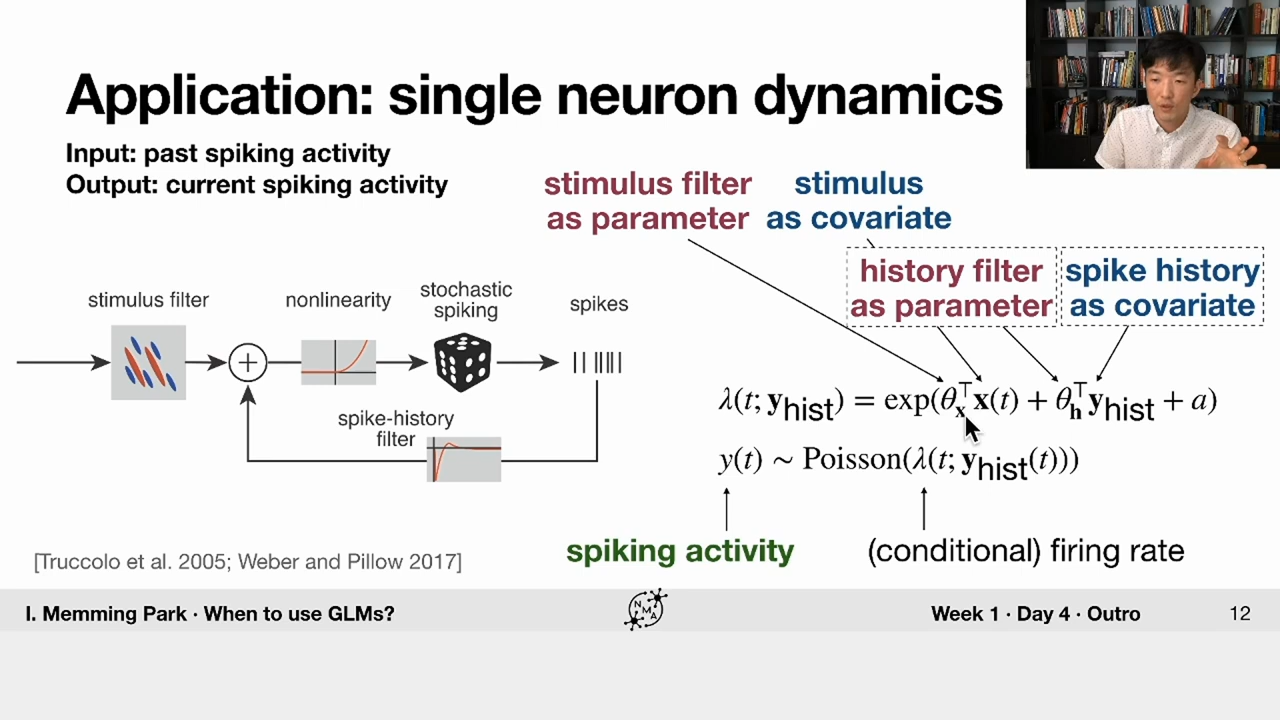 Application: single neuron dynamics
Input: past spiking activity
Output: current spiking activity
stimulus filter
as parameter
stimulus
as covariate
history filter
as parameter
spike history
as covariate
stimulus filter
nonlinearity
stochastic
spiking
spikes
spike-history
filter
λ(t; y_hist) = exp(θ_x^⊤ x(t) + θ_h^⊤ y_hist + a)
y(t) ~ Poisson(λ(t; y_hist(t)))
spiking activity
(conditional) firing rate
[Truccolo et al. 2005; Weber and Pillow 2017]
I. Memming Park · When to use GLMs?
NMA
Week 1 · Day 4 · Outro
12